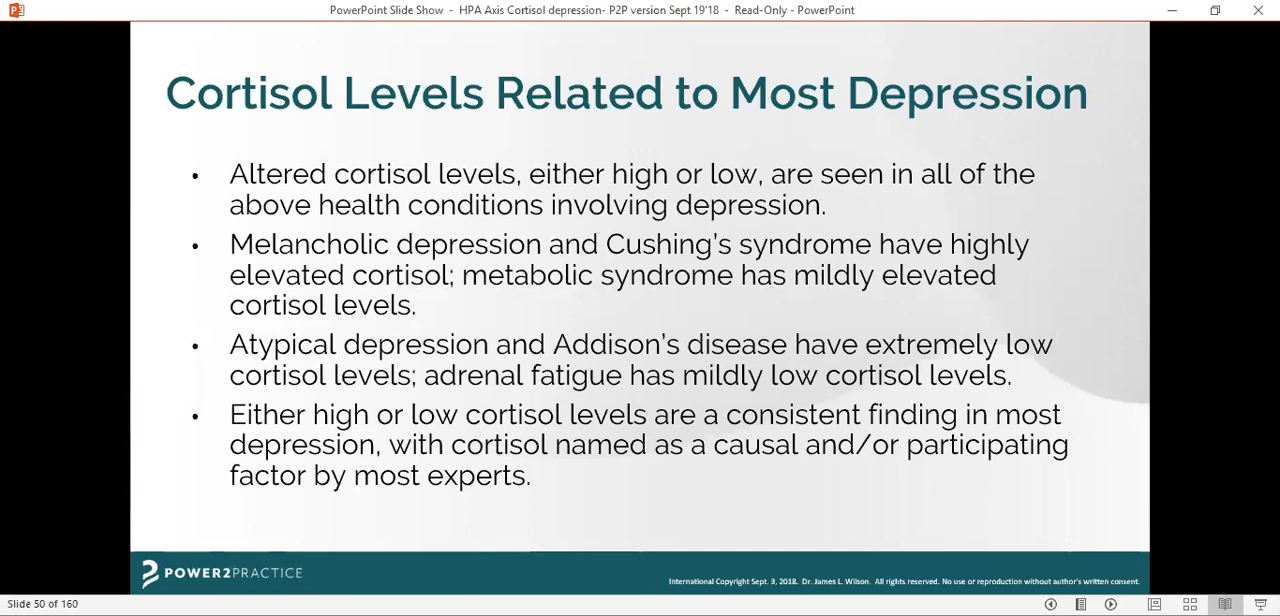 PowerPoint Slide Show - HPA Axis Cortisol depression- P2P version Sept 19'18 - Read-Only - PowerPoint
Cortisol Levels Related to Most Depression
• Altered cortisol levels, either high or low, are seen in all of the
above health conditions involving depression.
• Melancholic depression and Cushing's syndrome have highly
elevated cortisol; metabolic syndrome has mildly elevated
cortisol levels.
• Atypical depression and Addison's disease have extremely low
cortisol levels; adrenal fatigue has mildly low cortisol levels.
• Either high or low cortisol levels are a consistent finding in most
depression, with cortisol named as a causal and/or participating
factor by most experts.
POWER2PRACTICE
International Copyright Sept. 3, 2018. Dr. James L. Wilson. All rights reserved. No use or reproduction without author's written consent.
Slide 50 of 160